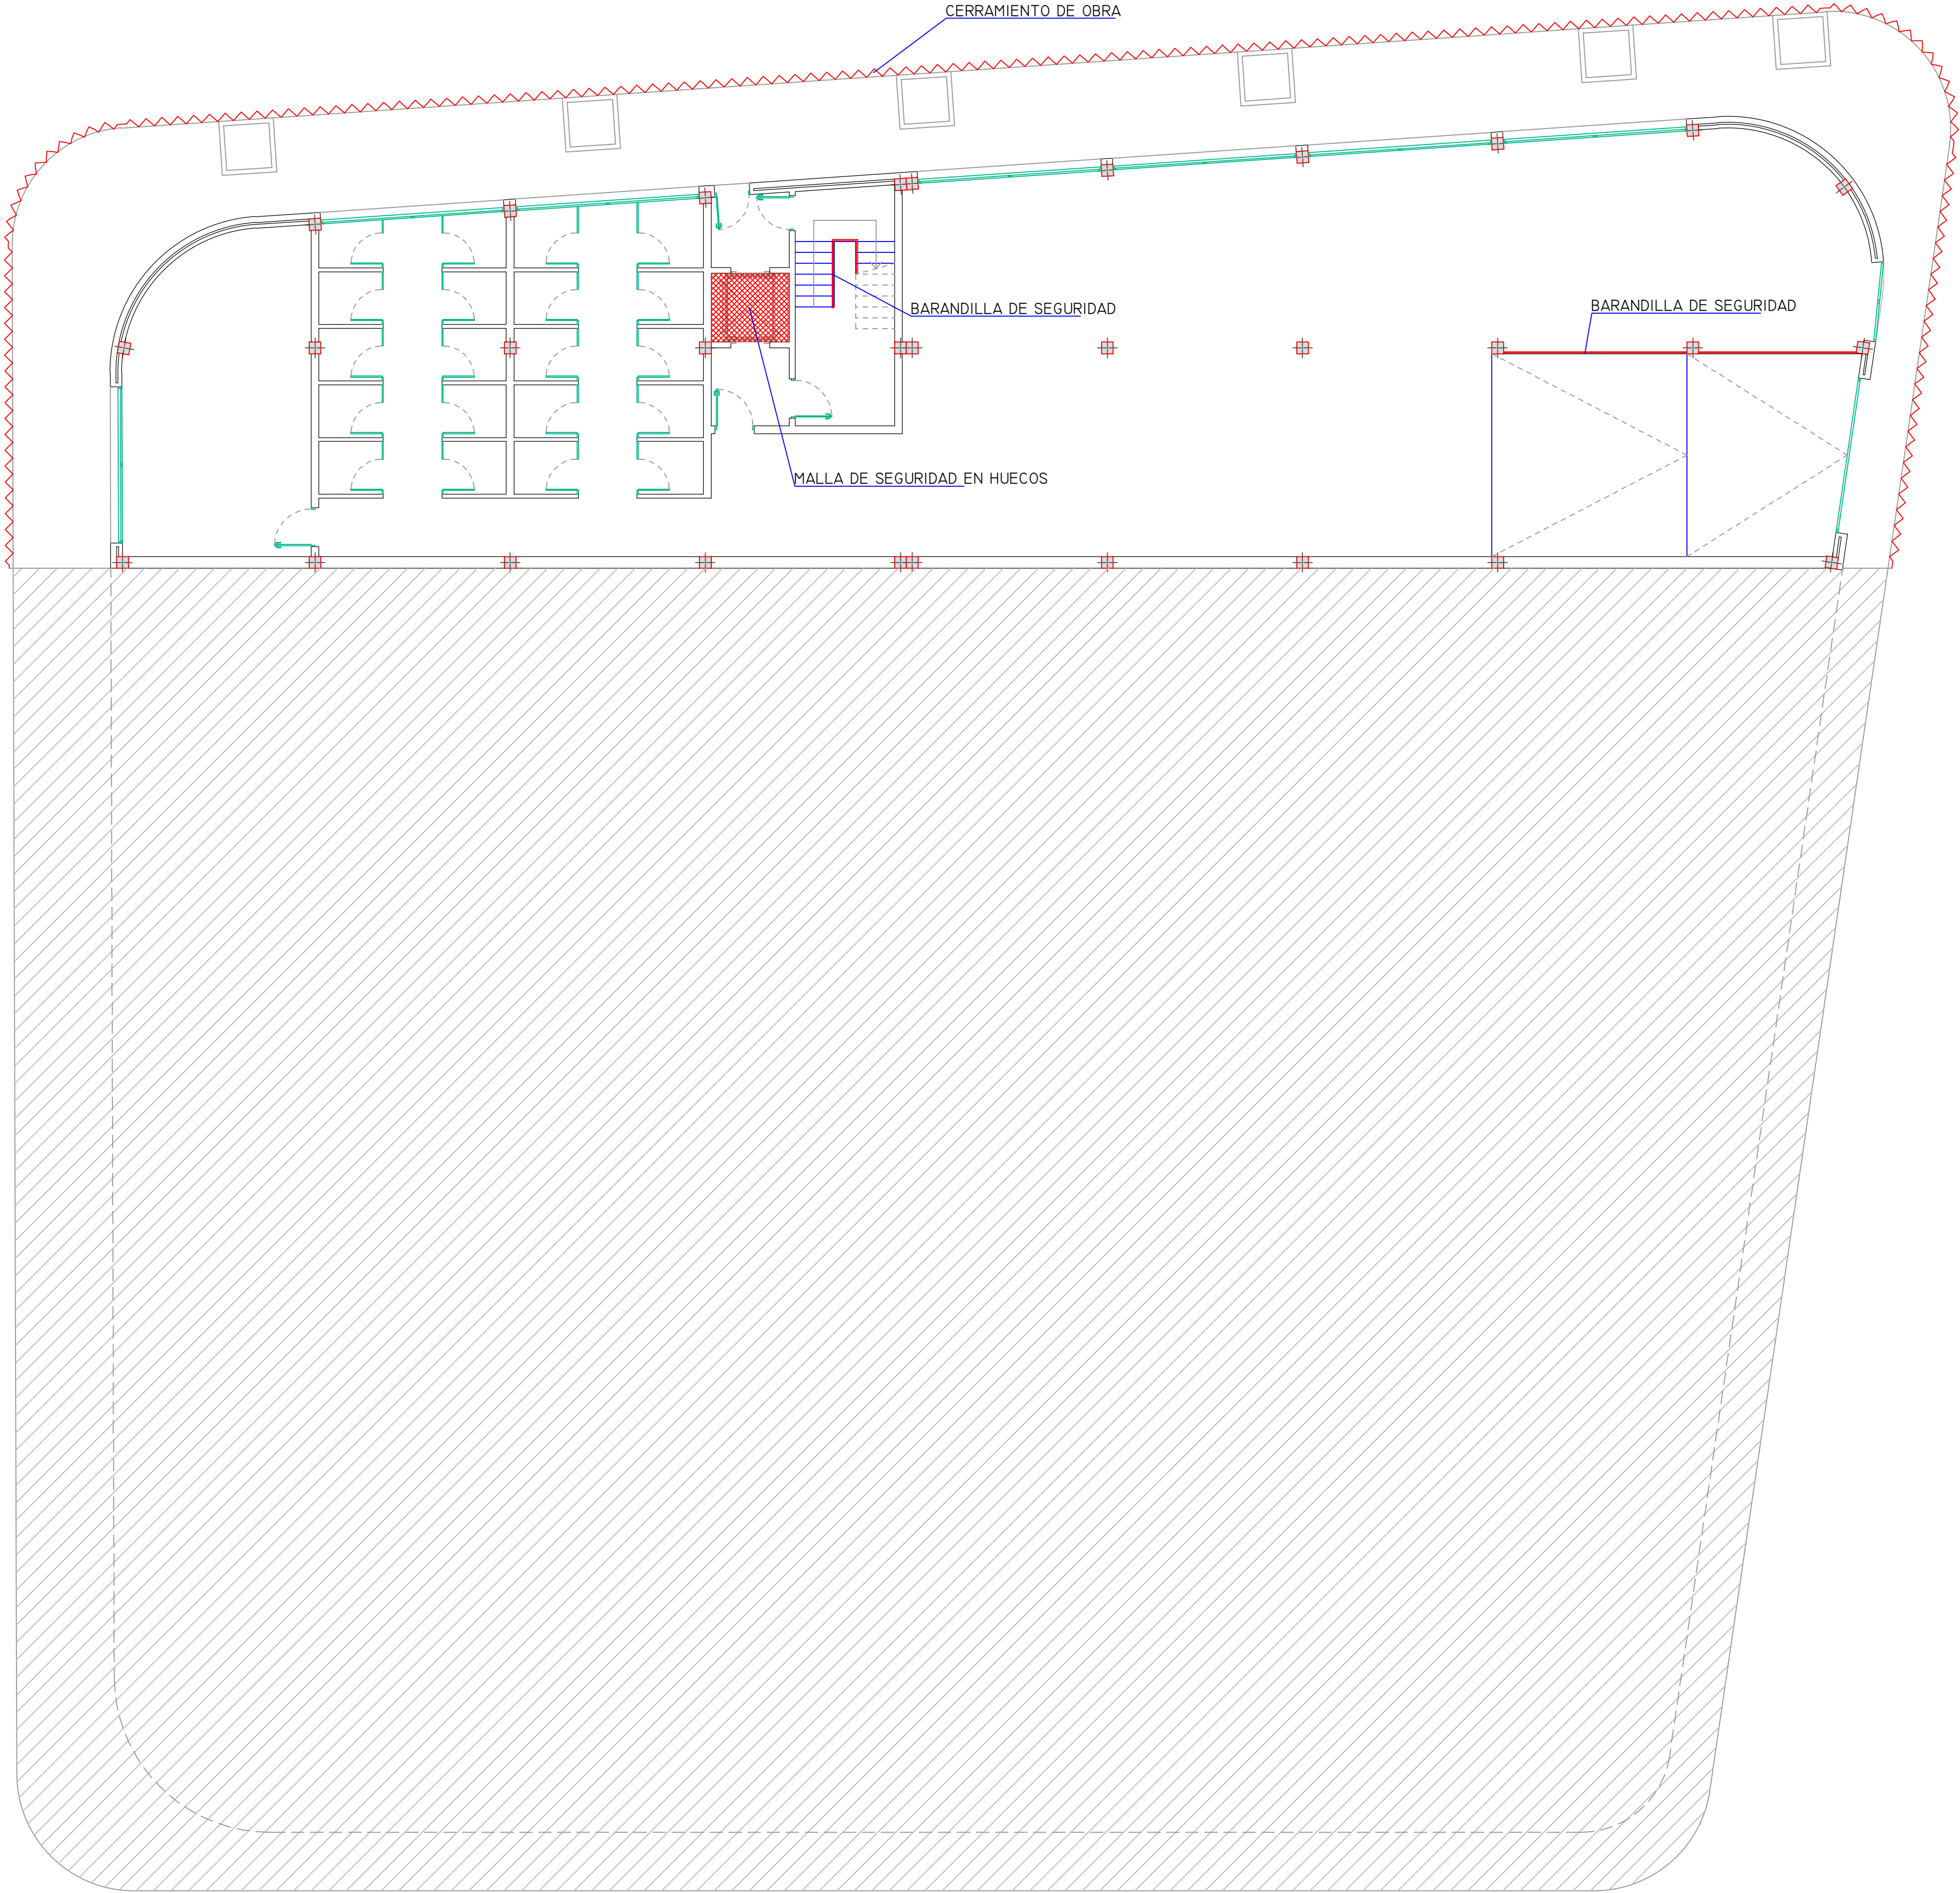 CERRAMIENTO DE OBRA
BARANDILLA DE SEGURIDAD
BARANDILLA DE SEGURIDAD
MALLA DE SEGURIDAD EN HUECOS